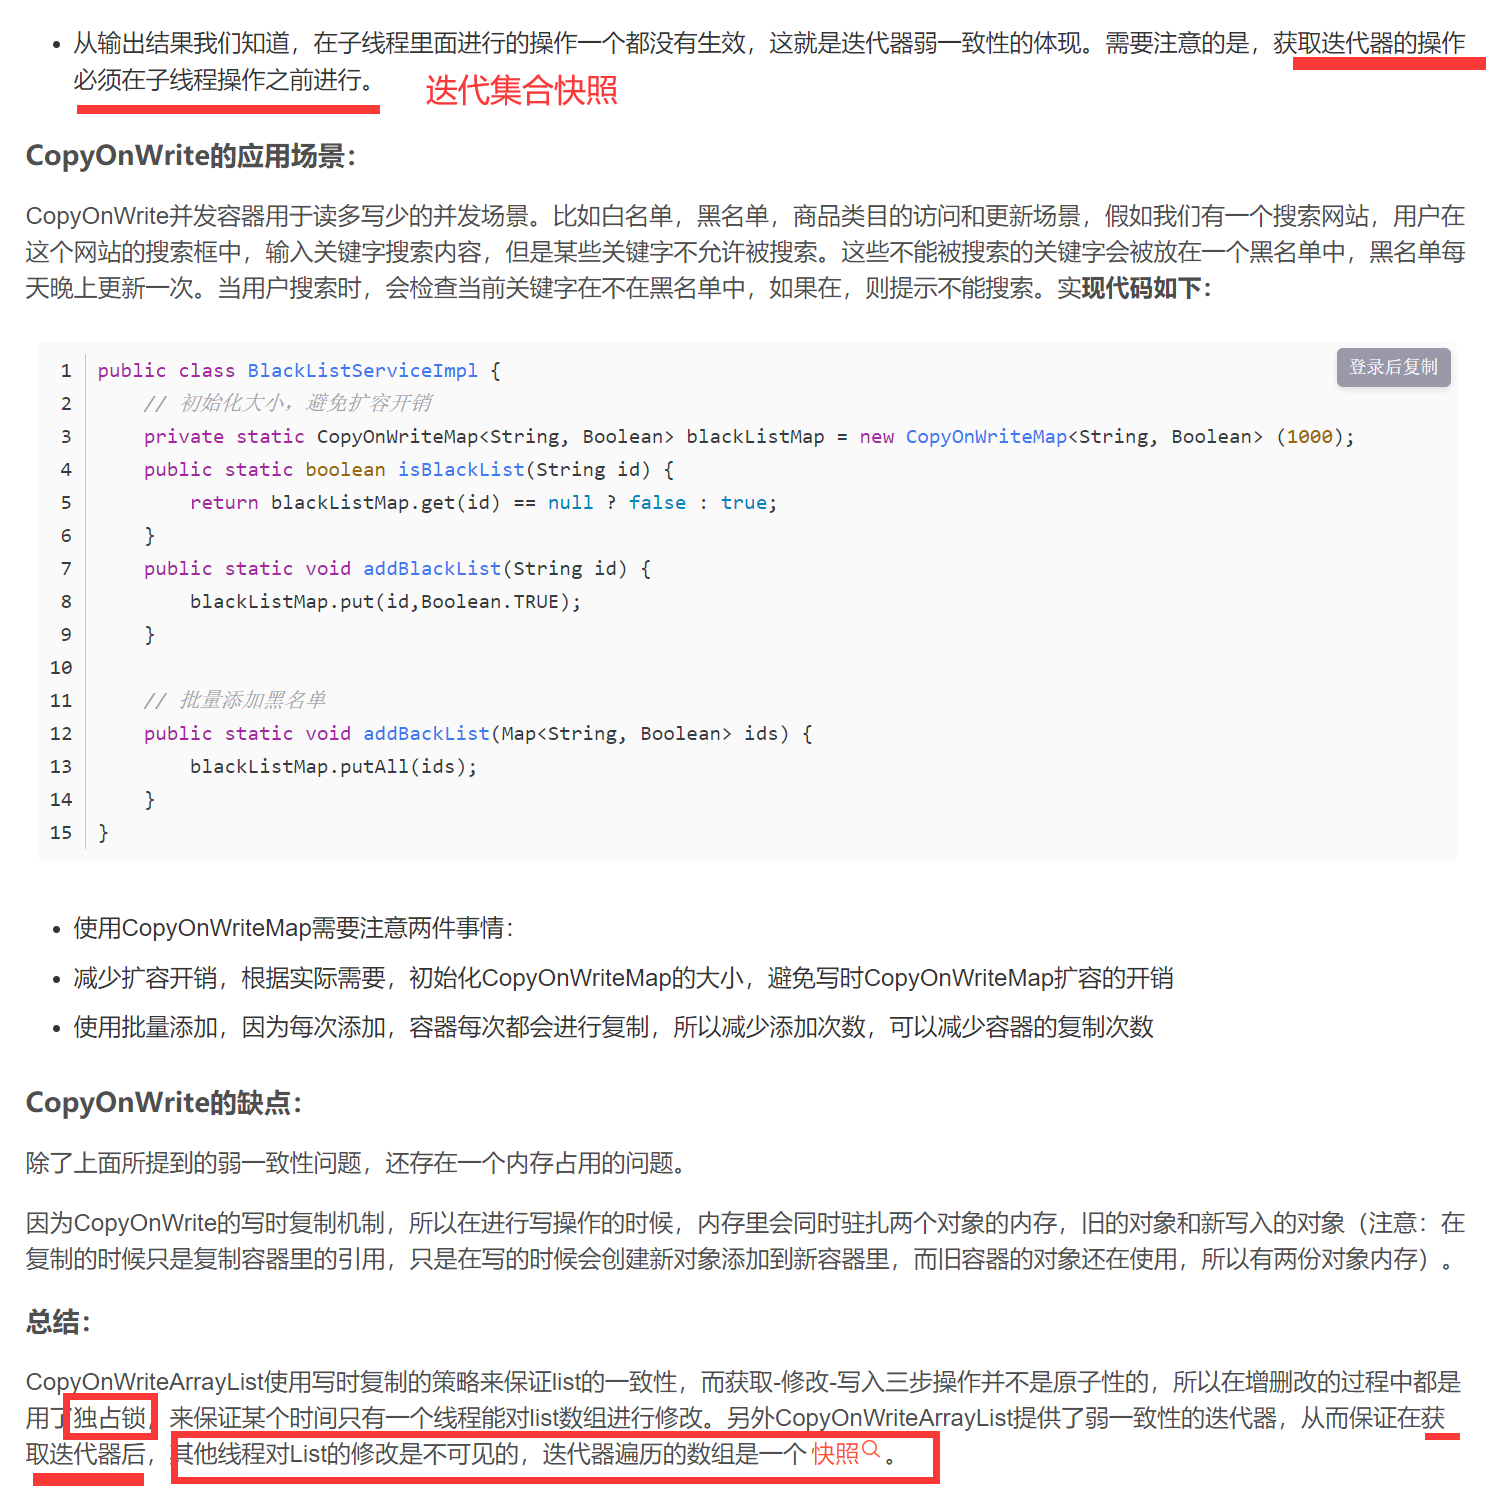 • 从输出结果我们知道，在子线程里面进行的操作一个都没有生效，这就是迭代器弱一致性的体现。需要注意的是，获取迭代器的操作
必须在子线程操作之前进行。
迭代集合快照
CopyOnWrite的应用场景：
CopyOnWrite并发容器用于读多写少的并发场景。比如白名单，黑名单，商品类目的访问和更新场景，假如我们有一个搜索网站，用户在
这个网站的搜索框中，输入关键字搜索内容，但是某些关键字不允许被搜索。这些不能被搜索的关键字会被放在一个黑名单中，黑名单每
天晚上更新一次。当用户搜索时，会检查当前关键字在不在黑名单中，如果在，则提示不能搜索。实现代码如下：
登录后复制
1 public class BlackListServiceImpl {
2     // 初始化大小，避免扩容开销
3     private static CopyOnWriteMap<String, Boolean> blackListMap = new CopyOnWriteMap<String, Boolean> (1000);
4     public static boolean isBlackList(String id) {
5         return blackListMap.get(id) == null ? false : true;
6     }
7     public static void addBlackList(String id) {
8         blackListMap.put(id,Boolean.TRUE);
9     }
10
11     // 批量添加黑名单
12     public static void addBackList(Map<String, Boolean> ids) {
13         blackListMap.putAll(ids);
14     }
15 }
• 使用CopyOnWriteMap需要注意两件事情：
• 减少扩容开销，根据实际需要，初始化CopyOnWriteMap的大小，避免写时CopyOnWriteMap扩容的开销
• 使用批量添加，因为每次添加，容器每次都会进行复制，所以减少添加次数，可以减少容器的复制次数
CopyOnWrite的缺点：
除了上面所提到的弱一致性问题，还存在一个内存占用的问题。
因为CopyOnWrite的写时复制机制，所以在进行写操作的时候，内存里会同时驻扎两个对象的内存，旧的对象和新写入的对象（注意：在
复制的时候只是复制容器里的引用，只是在写的时候会创建新对象添加到新容器里，而旧容器的对象还在使用，所以有两份对象内存）。
总结：
CopyOnWriteArrayList使用写时复制的策略来保证list的一致性，而获取-修改-写入三步操作并不是原子性的，所以在增删改的过程中都是
用了独占锁，来保证某个时间只有一个线程能对list数组进行修改。另外CopyOnWriteArrayList提供了弱一致性的迭代器，从而保证在获
取迭代器后，其他线程对List的修改是不可见的，迭代器遍历的数组是一个 快照。